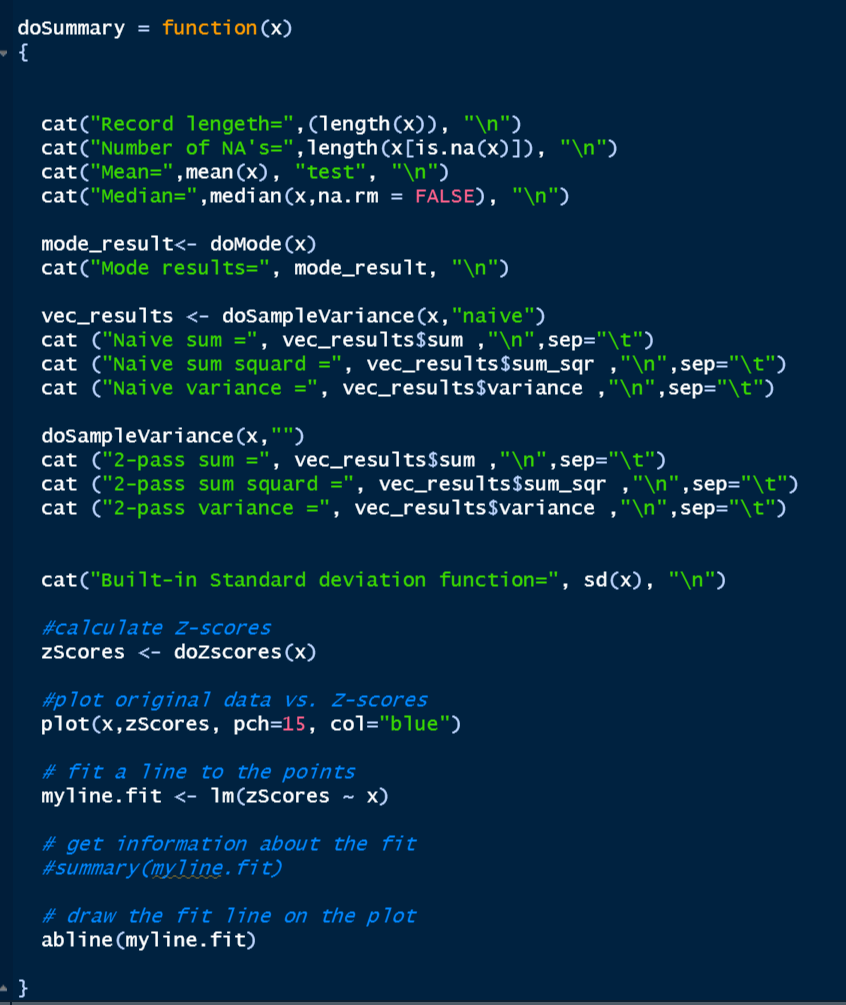 doSummary = function(x)
{
cat("Record lengeth=",(length(x)), "\n")
cat("Number of NA's=",length(x[is.na(x)]), "\n")
cat("Mean=",mean(x), "test", "\n")
cat("Median=",median(x,na.rm = FALSE), "\n")
mode_result<- doMode(x)
cat("Mode results=", mode_result, "\n")
vec_results <- doSampleVariance(x,"naive")
cat ("Naive sum =", vec_results$sum ,"\n",sep="\t")
cat ("Naive sum squard =", vec_results$sum_sqr ,"\n",sep="\t")
cat ("Naive variance =", vec_results$variance ,"\n",sep="\t")
doSampleVariance(x,"")
cat ("2-pass sum =", vec_results$sum ,"\n",sep="\t")
cat ("2-pass sum squard =", vec_results$sum_sqr ,"\n",sep="\t")
cat ("2-pass variance =", vec_results$variance ,"\n",sep="\t")
cat("Built-in Standard deviation function=", sd(x), "\n")
#calculate Z-scores
zScores <- doZscores(x)
#plot original data vs. Z-scores
plot(x,zScores, pch=15, col="blue")
# fit a line to the points
myline.fit <- lm(zScores ~ x)
# get information about the fit
#summary(myline.fit)
# draw the fit line on the plot
abline(myline.fit)
}